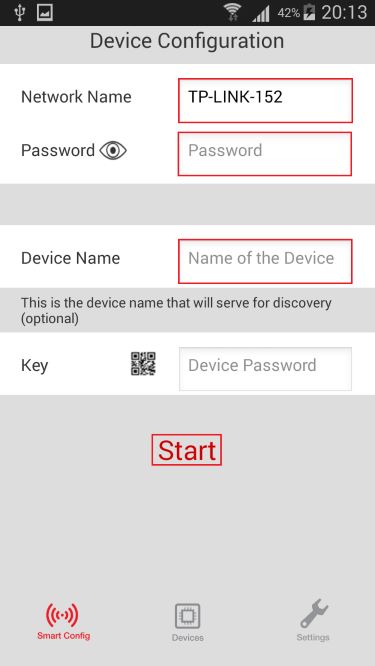 42% 20:13
Device Configuration
Network Name TP-LINK-152
Password Password
Device Name Name of the Device
This is the device name that will serve for discovery
(optional)
Key Device Password
Start
Smart Config Devices Settings